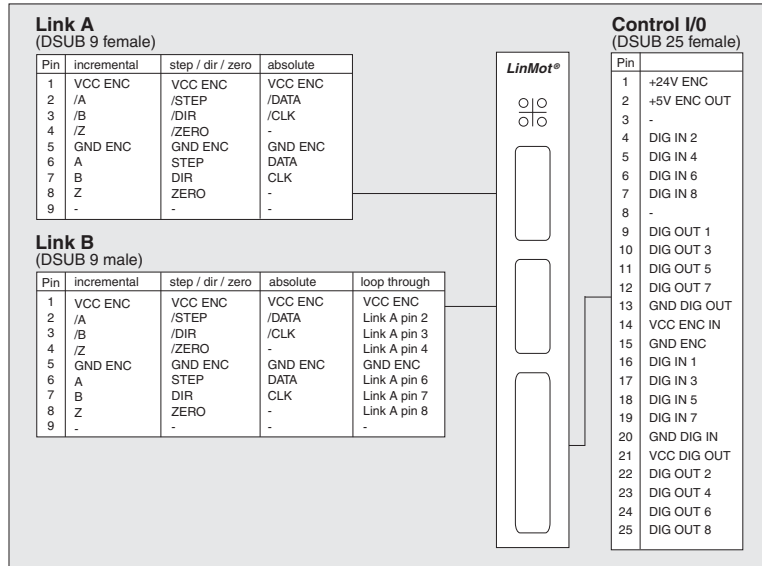 Link A
(DSUB 9 female)
Pin incremental step / dir / zero absolute
1 VCC ENC VCC ENC VCC ENC
2 /A /STEP /DATA
3 /B /DIR /CLK
4 /Z /ZERO -
5 GND ENC GND ENC GND ENC
6 A STEP DATA
7 B DIR CLK
8 Z ZERO -
9 - - -
Link B
(DSUB 9 male)
Pin incremental step / dir / zero absolute loop through
1 VCC ENC VCC ENC VCC ENC VCC ENC
2 /A /STEP /DATA Link A pin 2
3 /B /DIR /CLK Link A pin 3
4 /Z /ZERO - Link A pin 4
5 GND ENC GND ENC GND ENC GND ENC
6 A STEP DATA Link A pin 6
7 B DIR CLK Link A pin 7
8 Z ZERO - Link A pin 8
9 - - - -
LinMot®
Control I/0
(DSUB 25 female)
Pin
1 +24V ENC
2 +5V ENC OUT
3 -
4 DIG IN 2
5 DIG IN 4
6 DIG IN 6
7 DIG IN 8
8 -
9 DIG OUT 1
10 DIG OUT 3
11 DIG OUT 5
12 DIG OUT 7
13 GND DIG OUT
14 VCC ENC IN
15 GND ENC
16 DIG IN 1
17 DIG IN 3
18 DIG IN 5
19 DIG IN 7
20 GND DIG IN
21 VCC DIG OUT
22 DIG OUT 2
23 DIG OUT 4
24 DIG OUT 6
25 DIG OUT 8